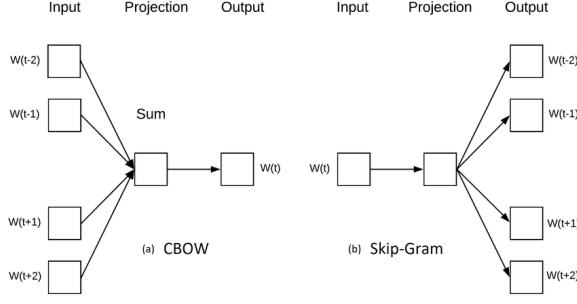 Input Projection Output Input Projection Output
W(t-2) W(t-2)
W(t-1) W(t-1)
Sum
W(t) W(t)
W(t+1) W(t+1)
(a) CBOW (b) Skip-Gram
W(t+2) W(t+2)